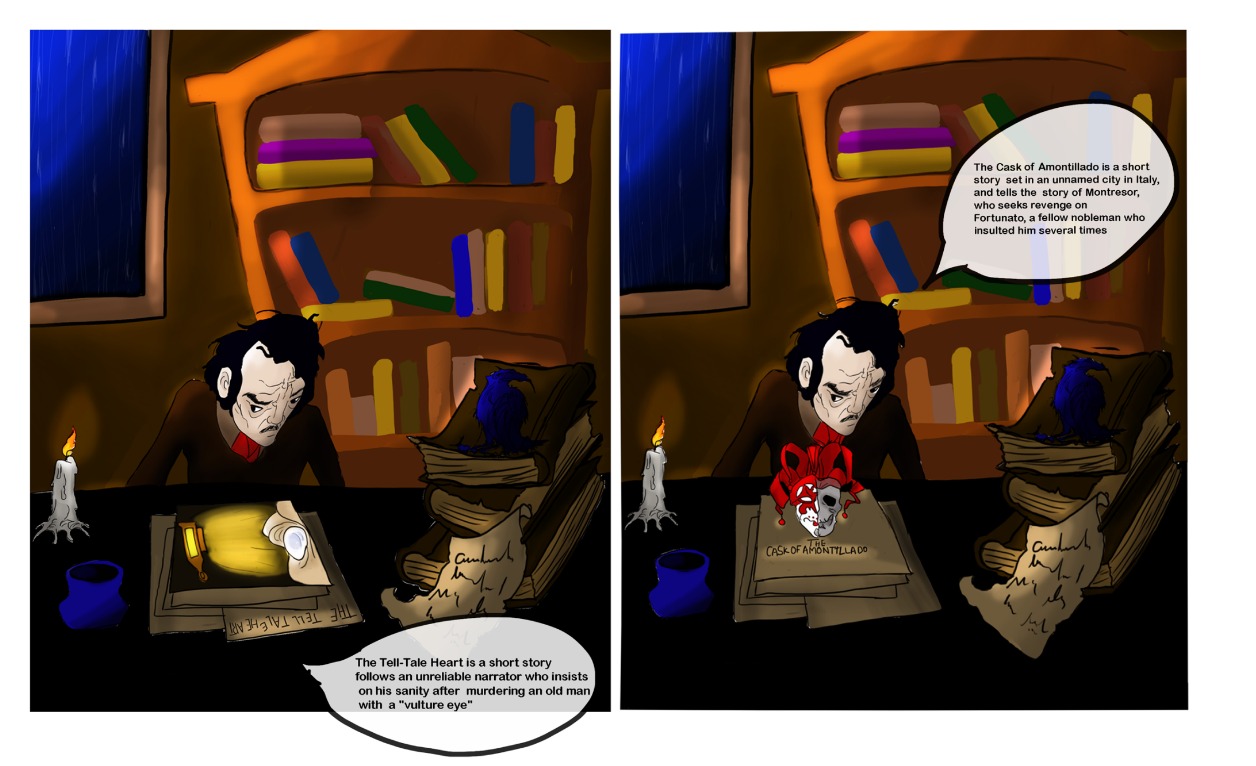 THE TELL TALE HEART
The Tell-Tale Heart is a short story
follows an unreliable narrator who insists
on his sanity after murdering an old man
with a "vulture eye"
The Cask of Amontillado is a short
story set in an unnamed city in Italy,
and tells the story of Montresor,
who seeks revenge on
Fortunato, a fellow nobleman who
insulted him several times
THE
CASK OF AMONTYLLADO